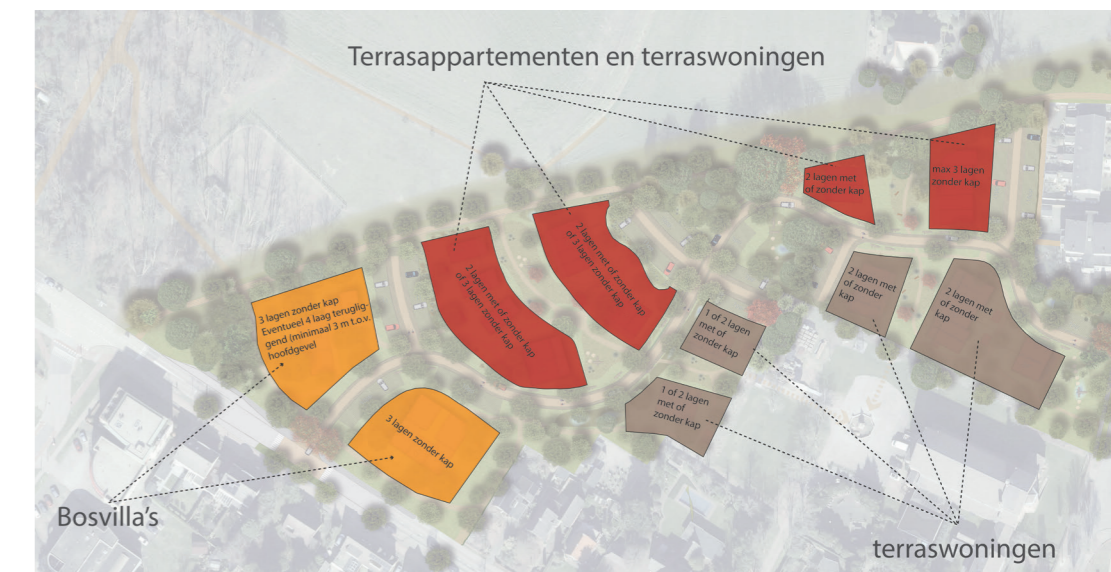 Terrasappartementen en terraswoningen
2 lagen met
of zonder kap
max 3 lagen
zonder kap
2 lagen met of zonder kap
of 3 lagen zonder kap
2 lagen met of zonder kap
of 3 lagen zonder kap
2 lagen met
of zonder
kap
2 lagen met
of zonder
kap
3 lagen zonder kap
Eventueel 4 laag teruglig-
gend (minimaal 3 m t.o.v.
hoofdgevel
1 of 2 lagen
met of
zonder kap
1 of 2 lagen
met of
zonder kap
3 lagen zonder kap
Bosvilla's
terraswoningen